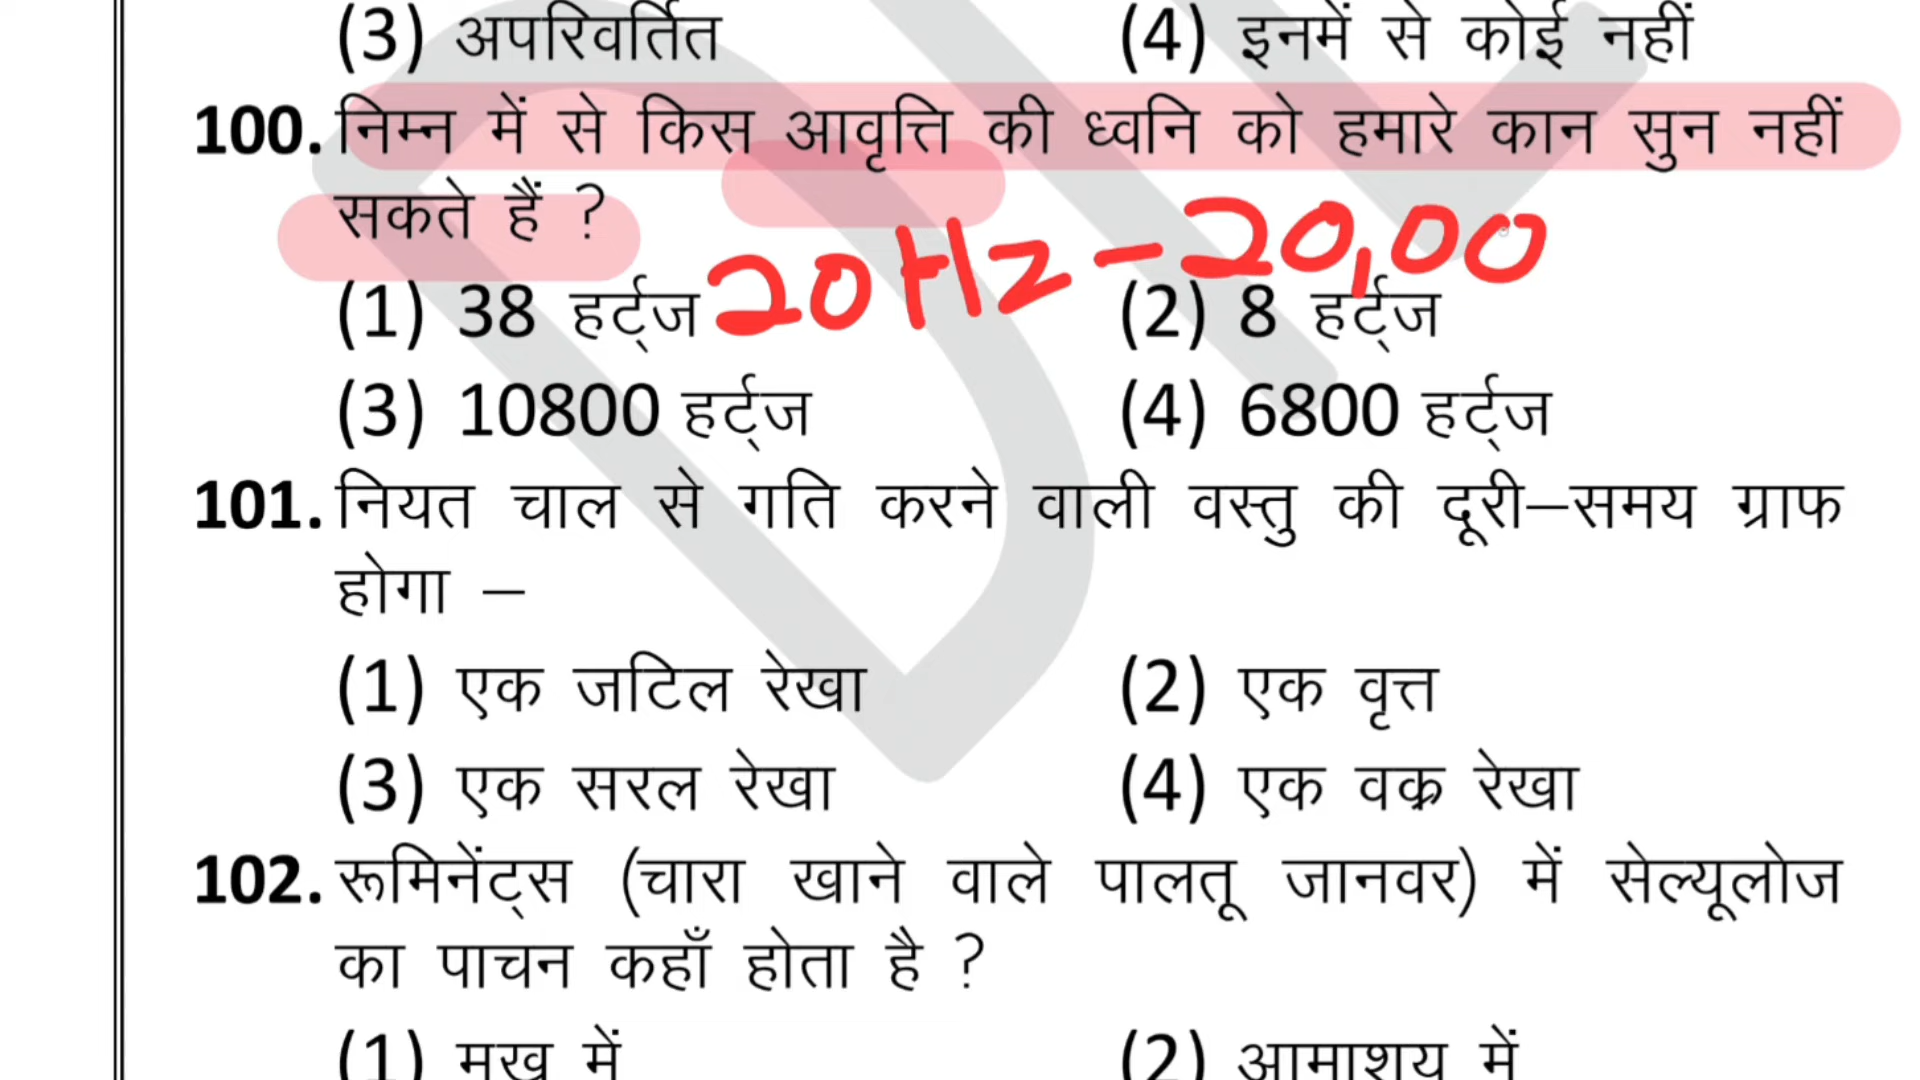 (3) अपरिवर्तित (4) इनमें से कोई नहीं
100. निम्न में से किस आवृत्ति की ध्वनि को हमारे कान सुन नहीं
सकते हैं ?
20Hz - 20,00
(1) 38 हर्ट्ज (2) 8 हर्ट्ज
(3) 10800 हर्ट्ज (4) 6800 हर्ट्ज
101. नियत चाल से गति करने वाली वस्तु की दूरी–समय ग्राफ
होगा –
(1) एक जटिल रेखा (2) एक वृत्त
(3) एक सरल रेखा (4) एक वक्र रेखा
102. रूमिनेंट्स (चारा खाने वाले पालतू जानवर) में सेल्यूलोज
का पाचन कहाँ होता है ?
(1) मुख में (2) आमाशय में